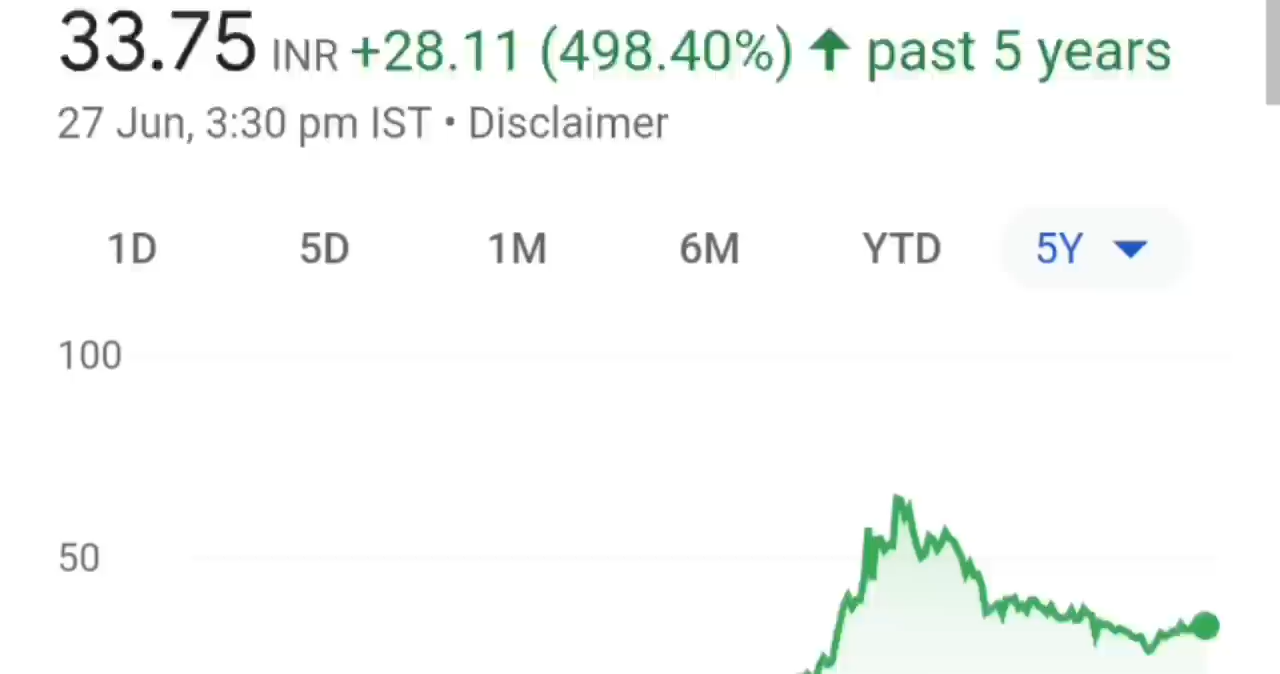 33.75 INR +28.11 (498.40%) ↑ past 5 years
27 Jun, 3:30 pm IST • Disclaimer
1D 5D 1M 6M YTD 5Y
100
50